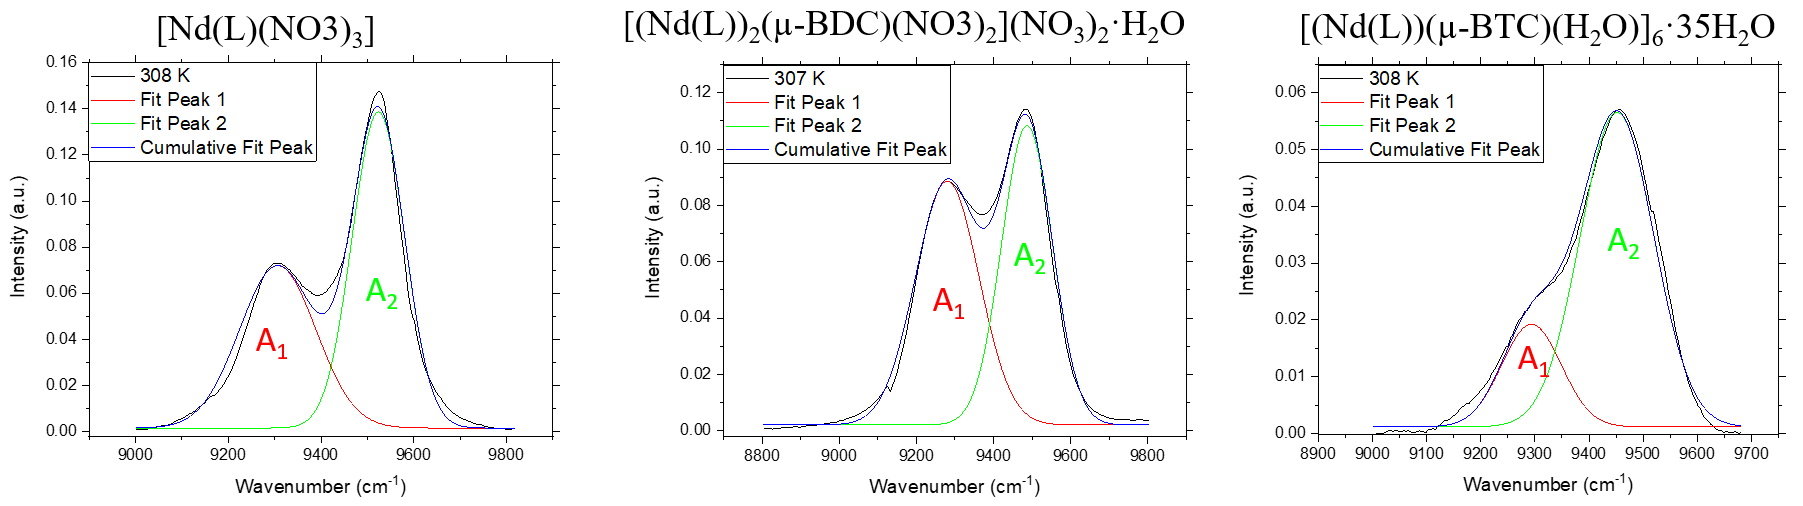 [Nd(L)(NO3)₃]
0.16
0.14
0.12
0.10
0.08
0.06
0.04
0.02
0.00
Intensity (a.u.)
308 K
Fit Peak 1
Fit Peak 2
Cumulative Fit Peak
A₁
A₂
9000
9200
9400
9600
9800
Wavenumber (cm⁻¹)
[(Nd(L))₂(μ-BDC)(NO3)₂](NO₃)₂·H₂O
0.12
0.10
0.08
0.06
0.04
0.02
0.00
Intensity (a.u.)
307 K
Fit Peak 1
Fit Peak 2
Cumulative Fit Peak
A₁
A₂
8800
9000
9200
9400
9600
9800
Wavenumber (cm⁻¹)
[(Nd(L))(μ-BTC)(H₂O)]₆·35H₂O
0.06
0.05
0.04
0.03
0.02
0.01
0.00
Intensity (a.u.)
308 K
Fit Peak 1
Fit Peak 2
Cumulative Fit Peak
A₁
A₂
8900
9000
9100
9200
9300
9400
9500
9600
9700
Wavenumber (cm⁻¹)